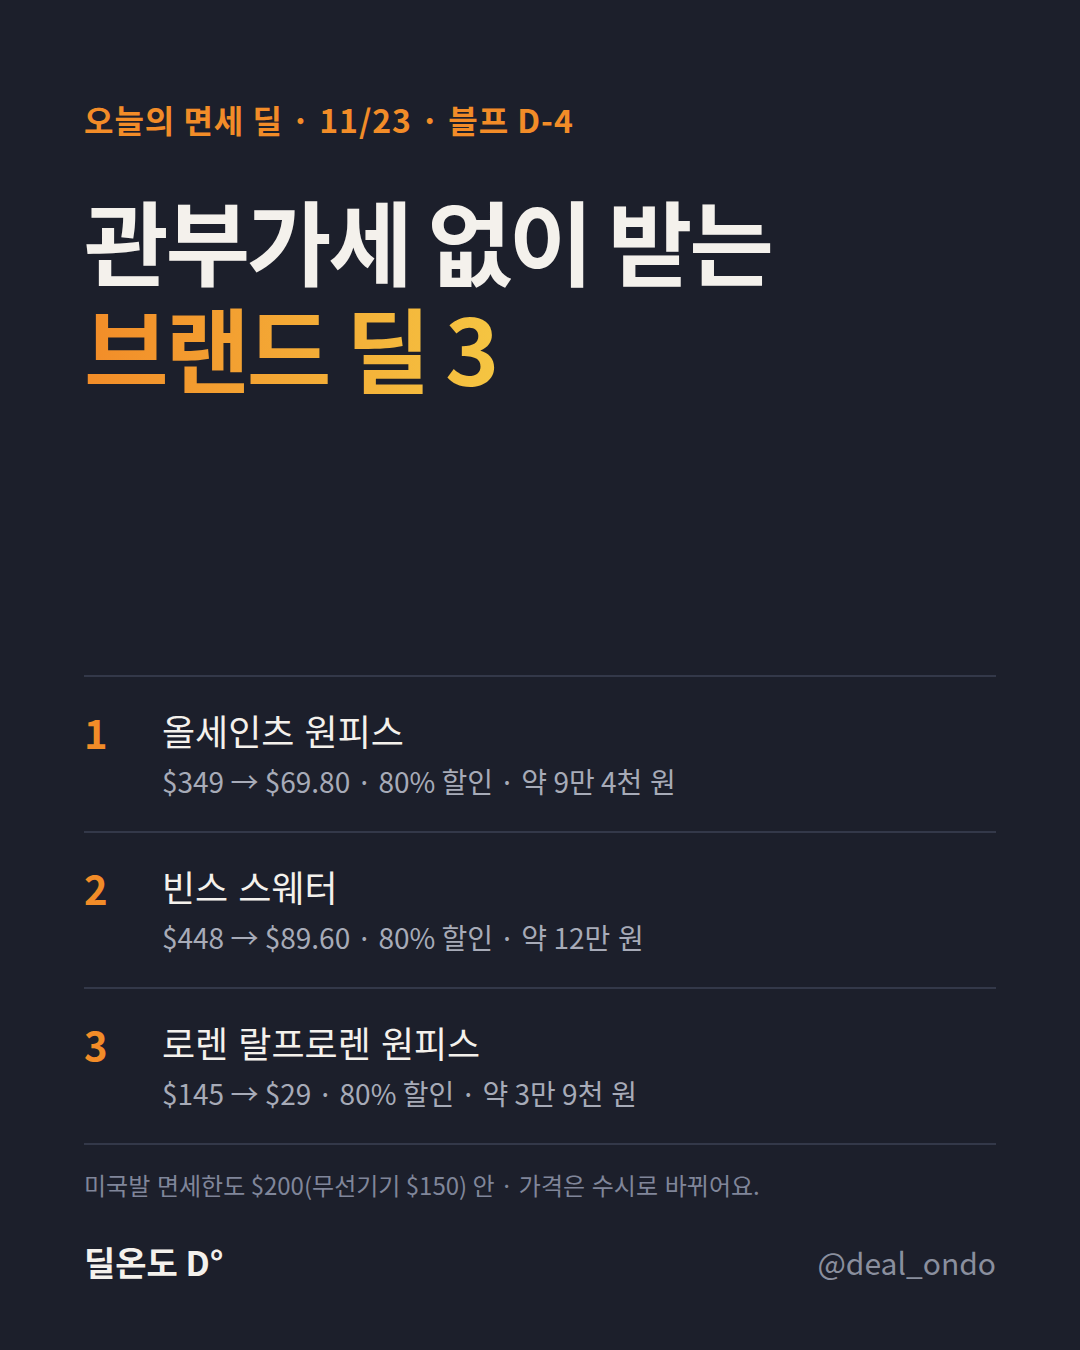 오늘의 면세 딜 · 11/23 · 블프 D-4
관부가세 없이 받는
브랜드 딜 3
1
올세인츠 원피스
$349 → $69.80 · 80% 할인 · 약 9만 4천 원
2
빈스 스웨터
$448 → $89.60 · 80% 할인 · 약 12만 원
3
로렌 랄프로렌 원피스
$145 → $29 · 80% 할인 · 약 3만 9천 원
미국발 면세한도 $200(무선기기 $150) 안 · 가격은 수시로 바뀌어요.
딜온도 D°
@deal_ondo